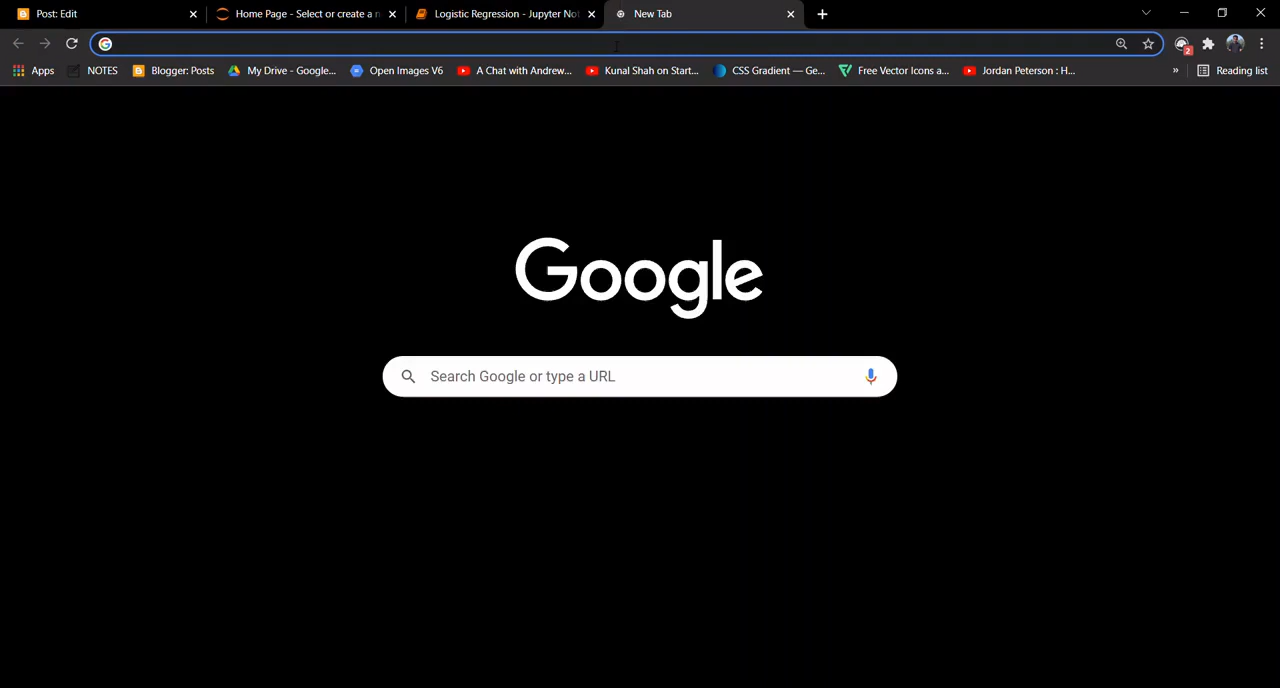 Post: Edit
Home Page - Select or create a n
Logistic Regression - Jupyter Not
New Tab
2
Apps
NOTES
Blogger: Posts
My Drive - Google...
Open Images V6
A Chat with Andrew...
Kunal Shah on Start...
CSS Gradient — Ge...
Free Vector Icons a...
Jordan Peterson : H...
»
Reading list
Google
Search Google or type a URL